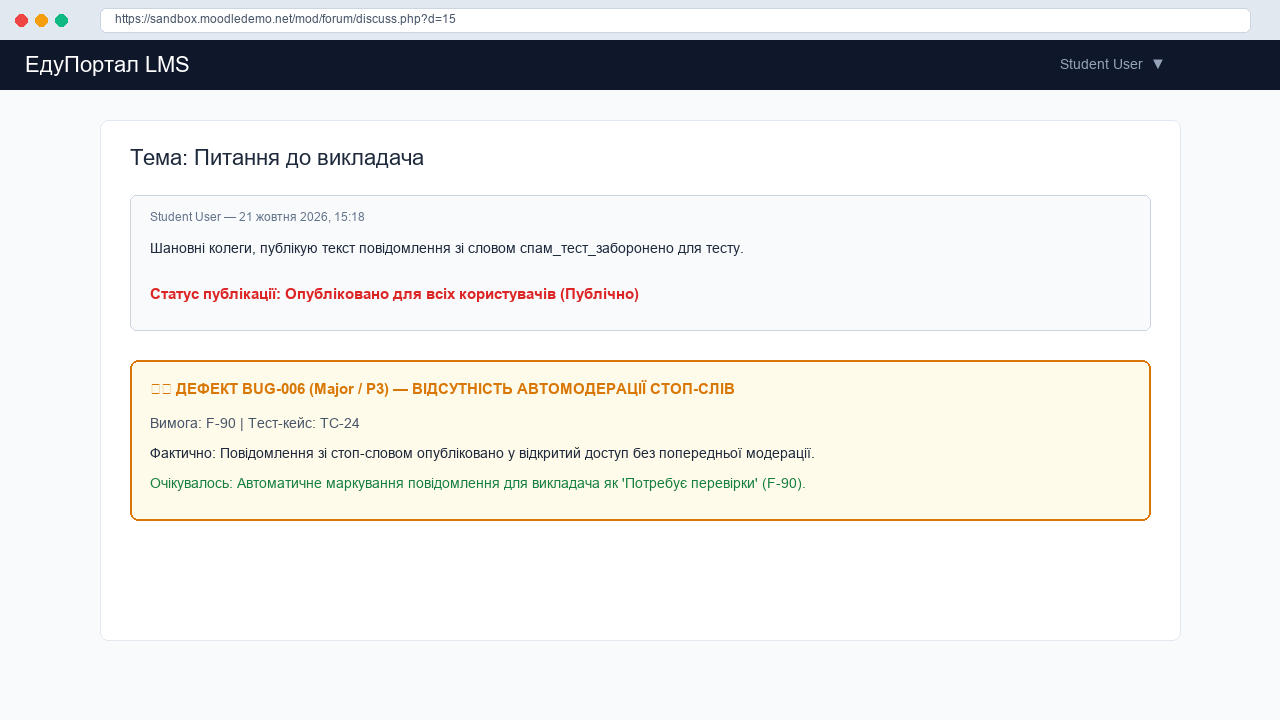 https://sandbox.moodledemo.net/mod/forum/discuss.php?d=15
ЕдуПортал LMS
Student User ▼
Тема: Питання до викладача
Student User — 21 жовтня 2026, 15:18
Шановні колеги, публікую текст повідомлення зі словом спам_тест_заборонено для тесту.
Статус публікації: Опубліковано для всіх користувачів (Публічно)
ДЕФЕКТ BUG-006 (Major / P3) — ВІДСУТНІСТЬ АВТОМОДЕРАЦІЇ СТОП-СЛІВ
Вимога: F-90 | Тест-кейс: TC-24
Фактично: Повідомлення зі стоп-словом опубліковано у відкритий доступ без попередньої модерації.
Очікувалось: Автоматичне маркування повідомлення для викладача як 'Потребує перевірки' (F-90).